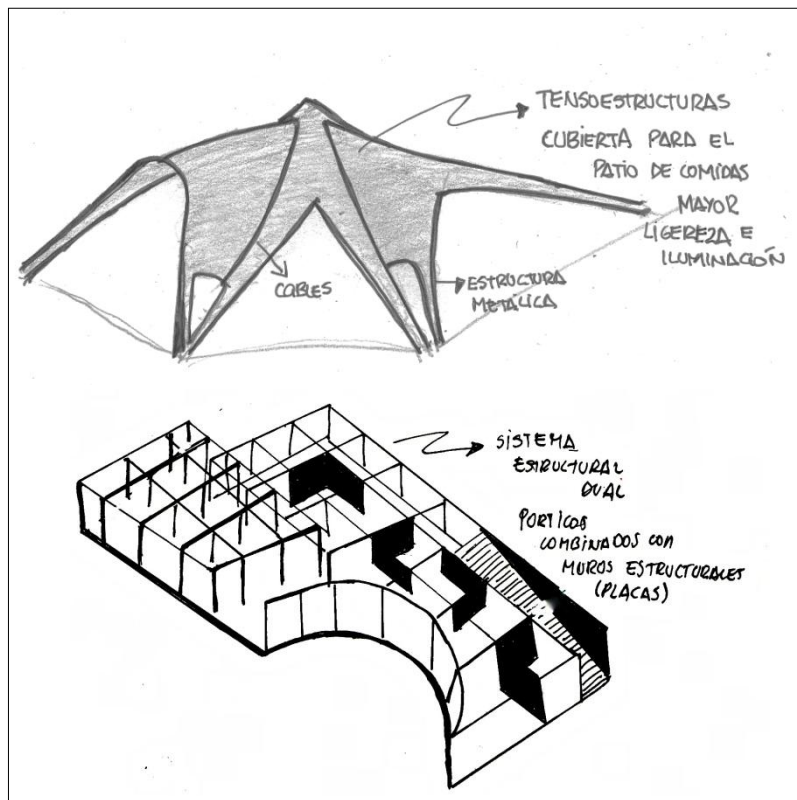 TENSOESTRUCTURAS
CUBIERTA PARA EL
PATIO DE COMIDAS
MAYOR
LIGEREZA E
ILUMINACIÓN
CABLES
ESTRUCTURA
METÁLICA
SISTEMA
ESTRUCTURAL
DUAL
PORTICOS
COMBINADOS CON
MUROS ESTRUCTURALES
(PLACAS)